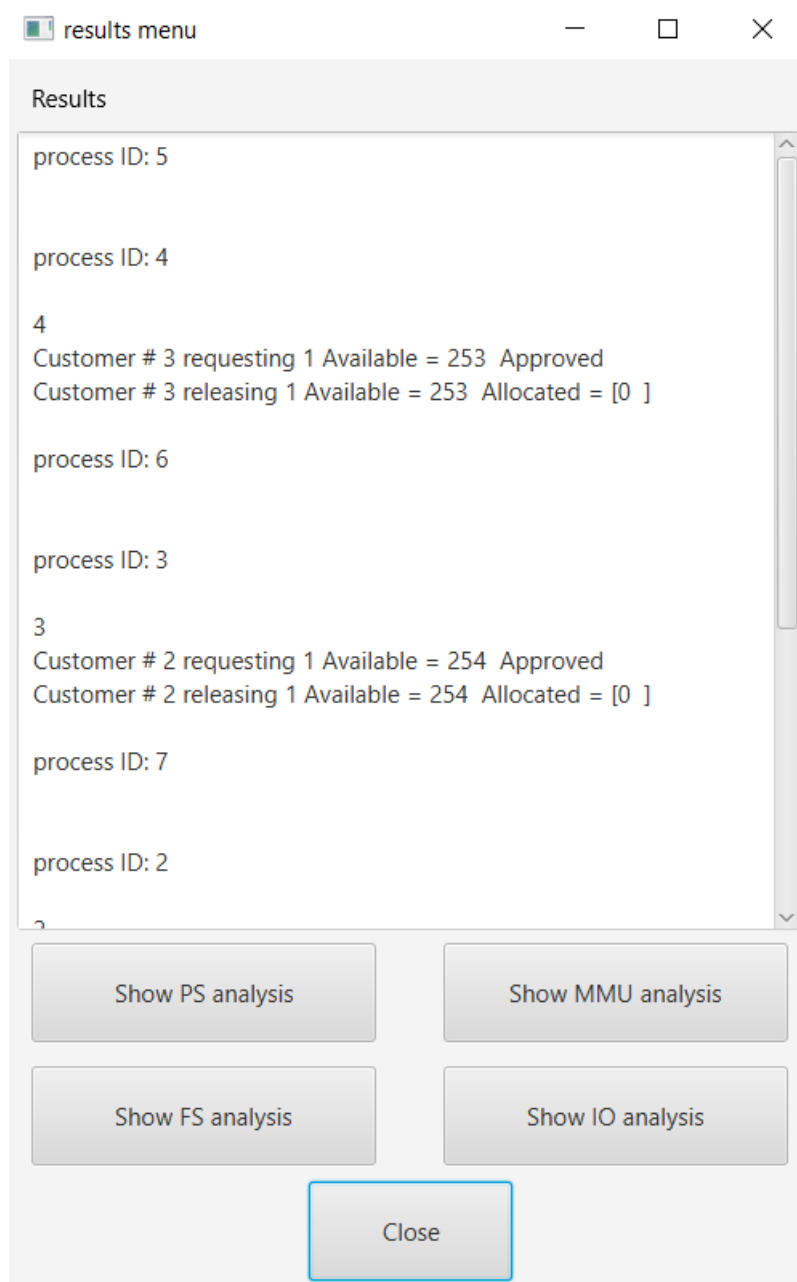 results menu
Results
process ID: 5
process ID: 4
4
Customer # 3 requesting 1 Available = 253  Approved
Customer # 3 releasing 1 Available = 253  Allocated = [0  ]
process ID: 6
process ID: 3
3
Customer # 2 requesting 1 Available = 254  Approved
Customer # 2 releasing 1 Available = 254  Allocated = [0  ]
process ID: 7
process ID: 2
Show PS analysis
Show MMU analysis
Show FS analysis
Show IO analysis
Close